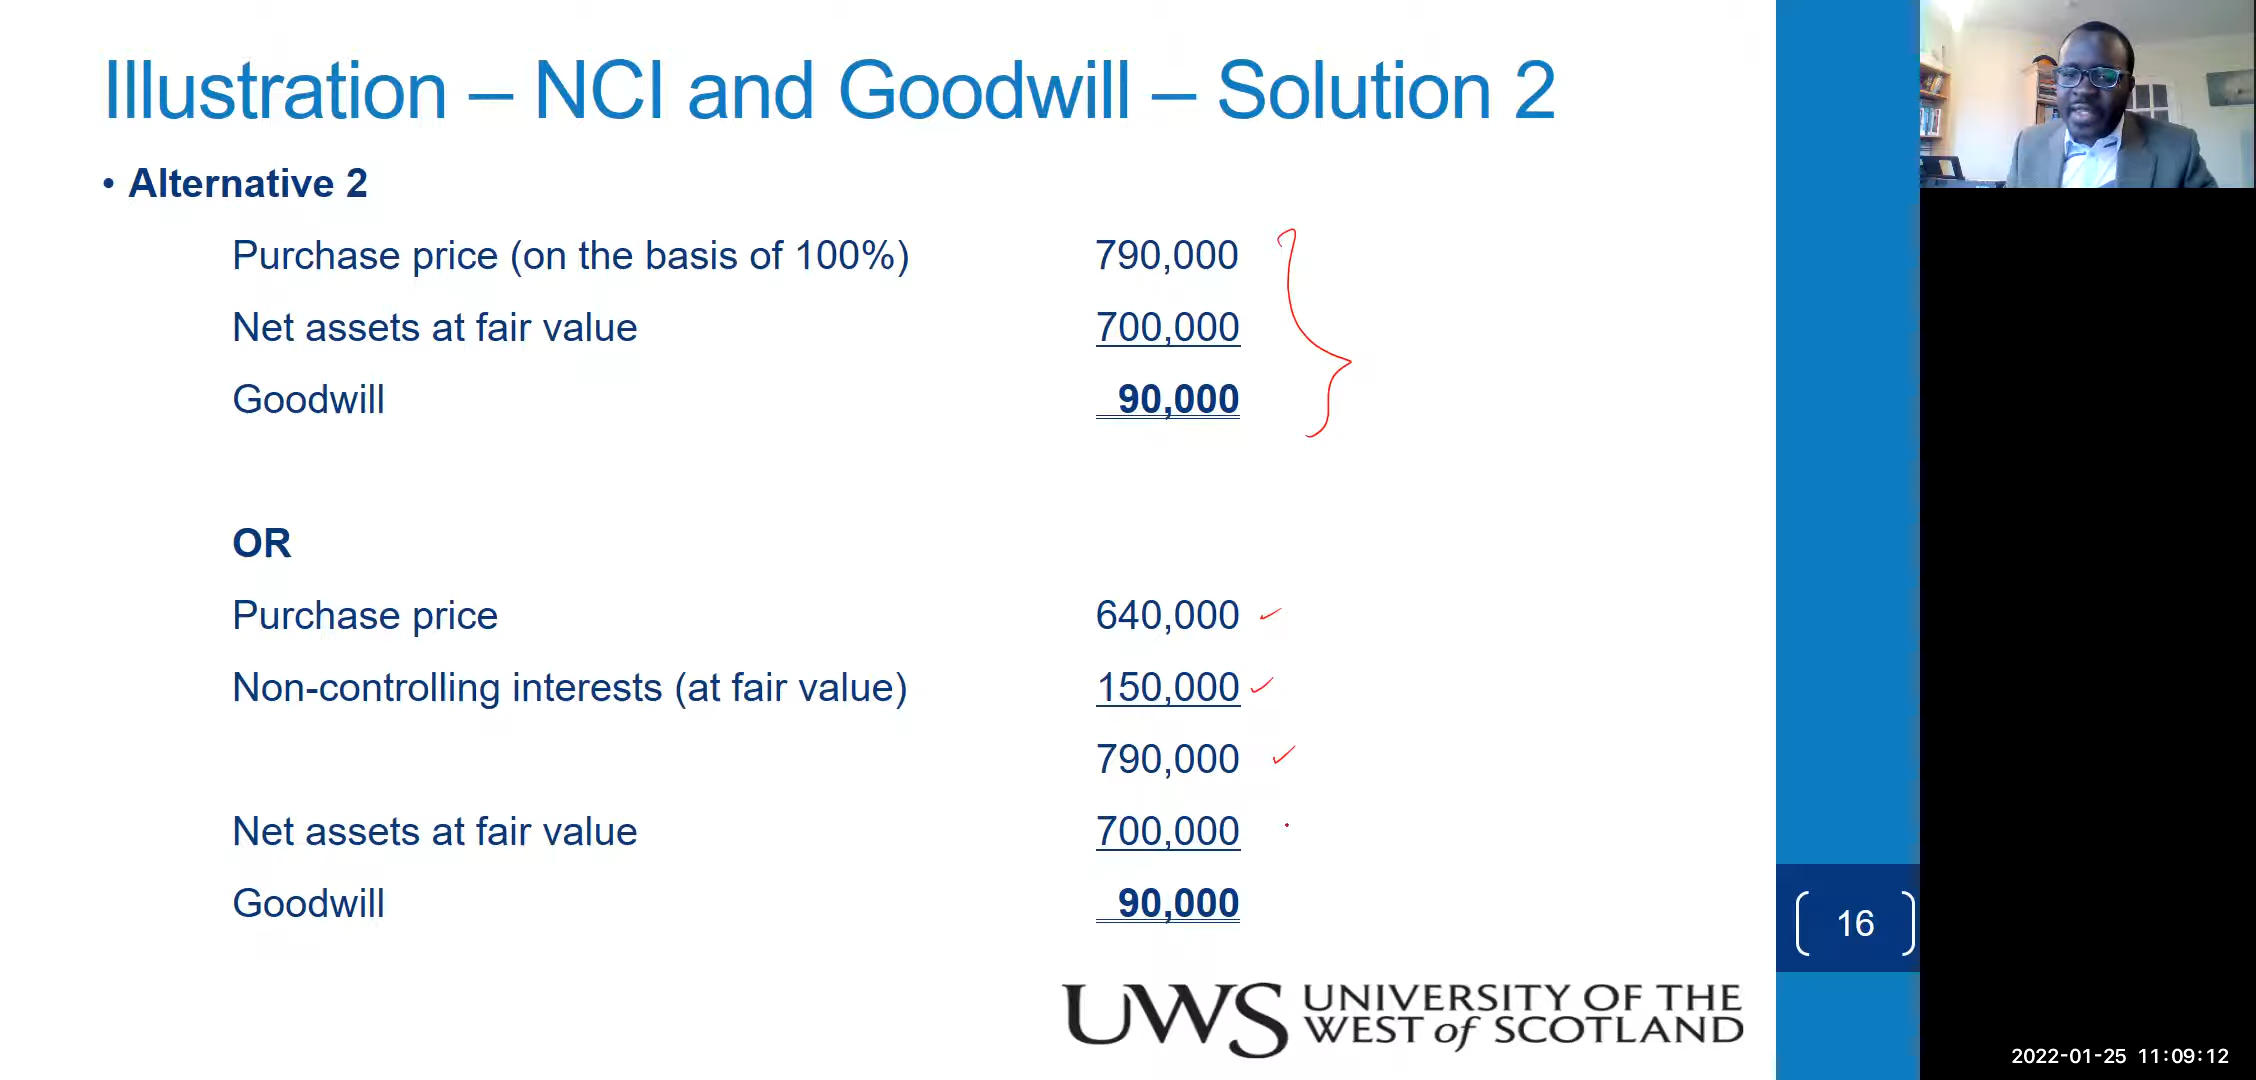 Illustration – NCI and Goodwill – Solution 2
• Alternative 2
Purchase price (on the basis of 100%) 790,000
Net assets at fair value 700,000
Goodwill 90,000
OR
Purchase price 640,000
Non-controlling interests (at fair value) 150,000
790,000
Net assets at fair value 700,000
Goodwill 90,000
16
UWS UNIVERSITY OF THE
WEST of SCOTLAND
2022-01-25 11:09:12